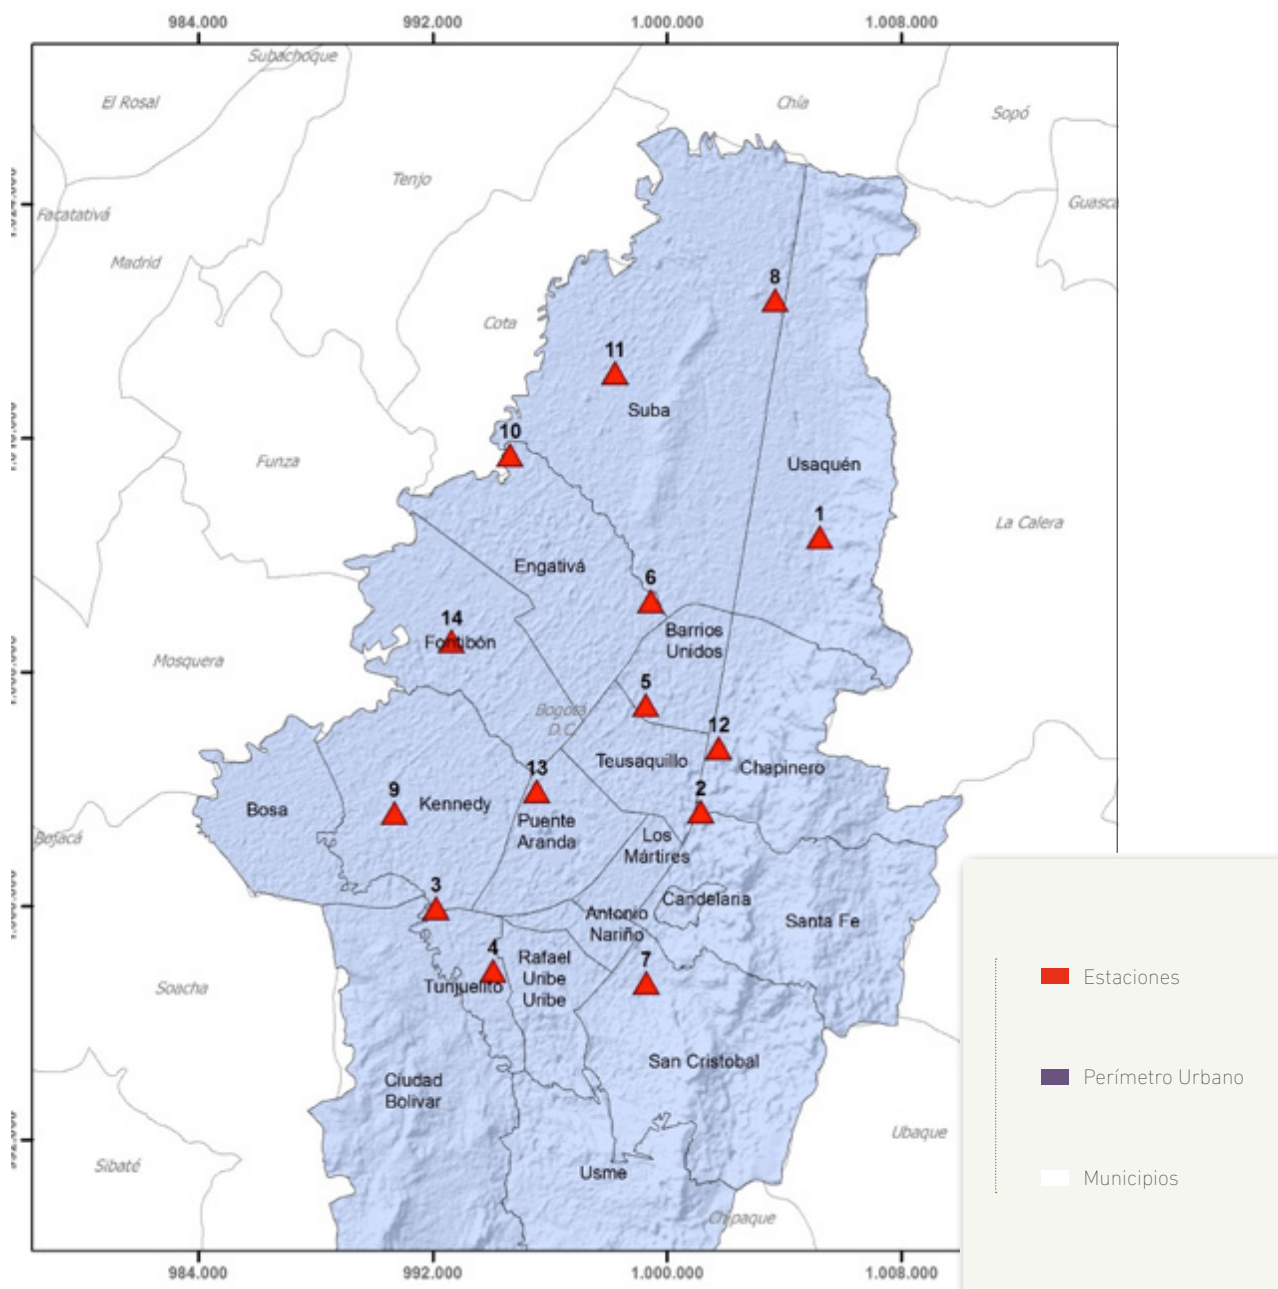 984.000 992.000 1.000.000 1.008.000
Subachoque
El Rosal
Chía
Sopó
Tenjo
Guasca
Facatativá
Madrid
8
Cota
11
Suba
10
Funza
Usaquén
1
La Calera
Engativá
6
14
Fontibón
Barrios
Unidos
Mosquera
5
Bogotá
D.C.
12
Teusaquillo
Chapinero
13
9
2
Kennedy
Bosa
Puente
Aranda
Los
Mártires
Bojacá
3
Candelaria
Antonio
Nariño
Santa Fe
4
Rafael
Uribe
Uribe
7
Tunjuelito
Soacha
Estaciones
San Cristobal
Ciudad
Bolivar
Perímetro Urbano
Ubaque
Sibaté
Usme
Municipios
Chipaque
984.000 992.000 1.000.000 1.008.000